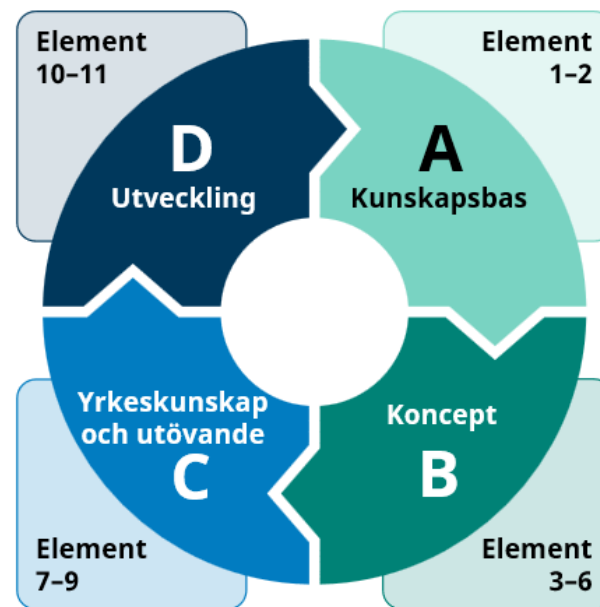 Element
10–11
Element
1–2
D
Utveckling
A
Kunskapsbas
Yrkeskunskap
och utövande
C
Koncept
B
Element
7–9
Element
3–6